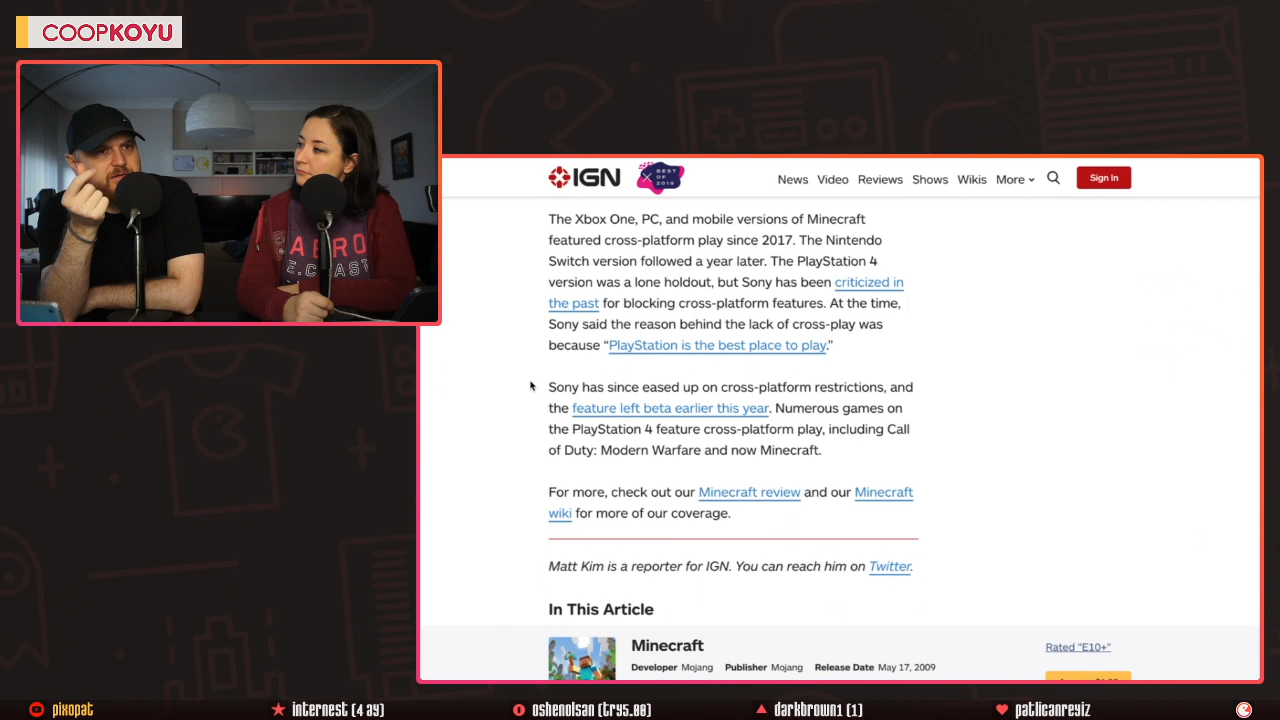 COOPKOYU
AERO
E.COAST
IGN
BEST
OF
2019
News Video Reviews Shows Wikis More Sign In
The Xbox One, PC, and mobile versions of Minecraft
featured cross-platform play since 2017. The Nintendo
Switch version followed a year later. The PlayStation 4
version was a lone holdout, but Sony has been criticized in
the past for blocking cross-platform features. At the time,
Sony said the reason behind the lack of cross-play was
because “PlayStation is the best place to play.”
Sony has since eased up on cross-platform restrictions, and
the feature left beta earlier this year. Numerous games on
the PlayStation 4 feature cross-platform play, including Call
of Duty: Modern Warfare and now Minecraft.
For more, check out our Minecraft review and our Minecraft
wiki for more of our coverage.
Matt Kim is a reporter for IGN. You can reach him on Twitter.
In This Article
Minecraft
Developer Mojang Publisher Mojang Release Date May 17, 2009
Rated "E10+"
pixopat internest (4 ay) oshenolsan (try5.00) darkbrown1 (1) patlicanreyiz